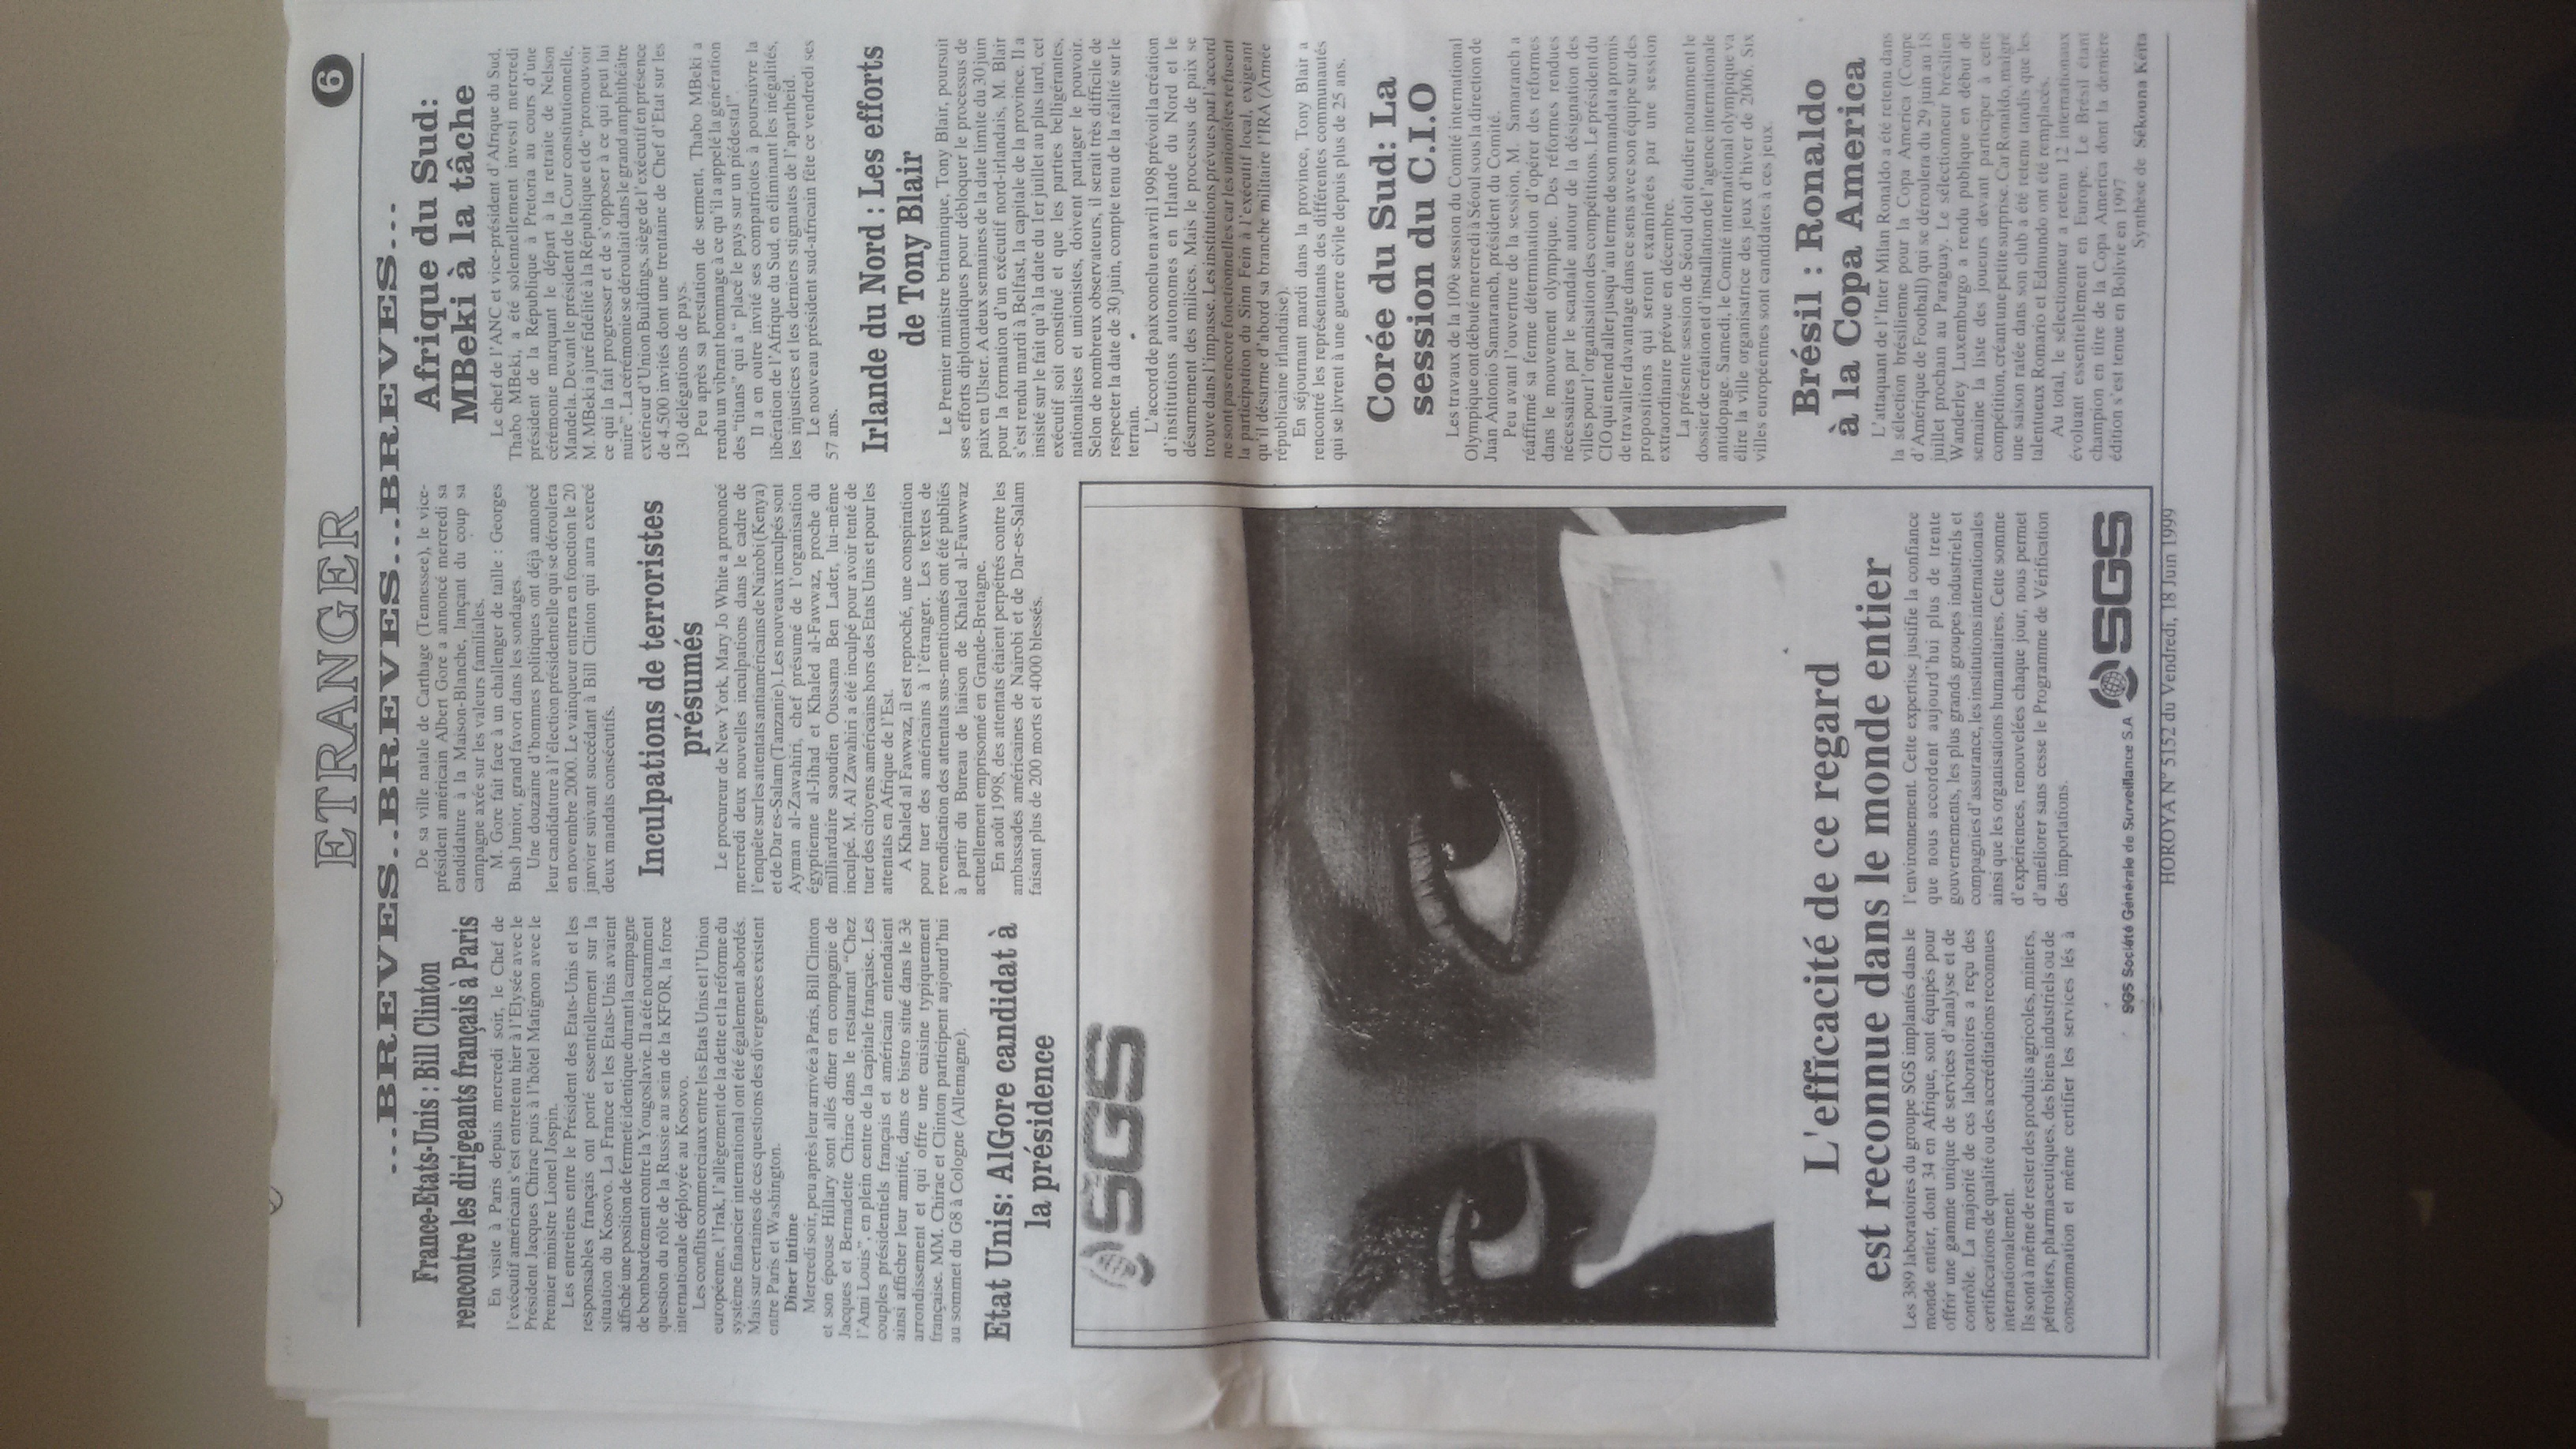 ETRANGER
6
...BREVES...BREVES...BREVES...BREVES...
France-Etats-Unis : Bill Clinton
rencontre les dirigeants français à Paris
En visite à Paris depuis mercredi soir, le Chef de
l'exécutif américain s'est entretenu hier à l'Elysée avec le
Président Jacques Chirac puis à l'hôtel Matignon avec le
Premier ministre Lionel Jospin.
Les entretiens entre le Président des Etats-Unis et les
responsables français ont porté essentiellement sur la
situation du Kosovo. La France et les Etats-Unis avaient
affiché une position de fermeté identique durant la campagne
de bombardement contre la Yougoslavie. Il a été notamment
question du rôle de la Russie au sein de la KFOR, la force
internationale déployée au Kosovo.
Les conflits commerciaux entre les Etats Unis et l'Union
européenne, l'Irak, l'allègement de la dette et la réforme du
système financier international ont été également abordés.
Mais sur certaines de ces questions des divergences existent
entre Paris et Washington.
Dîner intime
Mercredi soir, peu après leur arrivée à Paris, Bill Clinton
et son épouse Hillary sont allés dîner en compagnie de
Jacques et Bernadette Chirac dans le restaurant "Chez
l'Ami Louis", en plein centre de la capitale française. Les
couples présidentiels français et américain entendaient
ainsi afficher leur amitié, dans ce bistro situé dans le 3è
arrondissement et qui offre une cuisine typiquement
française. MM. Chirac et Clinton participent aujourd'hui
au sommet du G8 à Cologne (Allemagne).
Etat Unis: AlGore candidat à
la présidence
De sa ville natale de Carthage (Tennessee), le vice-
président américain Albert Gore a annoncé mercredi sa
candidature à la Maison-Blanche, lançant du coup sa
campagne axée sur les valeurs familiales.
M. Gore fait face à un challenger de taille : Georges
Bush Junior, grand favori dans les sondages.
Une douzaine d'hommes politiques ont déjà annoncé
leur candidature à l'élection présidentielle qui se déroulera
en novembre 2000. Le vainqueur entrera en fonction le 20
janvier suivant succédant à Bill Clinton qui aura exercé
deux mandats consécutifs.
Inculpations de terroristes
présumés
Le procureur de New York, Mary Jo White a prononcé
mercredi deux nouvelles inculpations dans le cadre de
l'enquête sur les attentats antiaméricains de Nairobi (Kenya)
et de Dar es-Salam (Tanzanie). Les nouveaux inculpés sont
Ayman al-Zawahiri, chef présumé de l'organisation
égyptienne al-Jihad et Khaled al-Fawwaz, proche du
milliardaire saoudien Oussama Ben Lader, lui-même
inculpé. M. Al Zawahiri a été inculpé pour avoir tenté de
tuer des citoyens américains hors des Etats Unis et pour les
attentats en Afrique de l'Est.
A Khaled al Fawwaz, il est reproché, une conspiration
pour tuer des américains à l'étranger. Les textes de
revendication des attentats sus-mentionnés ont été publiés
à partir du Bureau de liaison de Khaled al-Fauwwaz
actuellement emprisonné en Grande-Bretagne.
En août 1998, des attentats étaient perpétrés contre les
ambassades américaines de Nairobi et de Dar-es-Salam
faisant plus de 200 morts et 4000 blessés.
Afrique du Sud:
MBeki à la tâche
Le chef de l'ANC et vice-président d'Afrique du Sud,
Thabo MBeki, a été solennellement investi mercredi
président de la République à Pretoria au cours d'une
cérémonie marquant le départ à la retraite de Nelson
Mandela. Devant le président de la Cour constitutionnelle,
M. MBeki a juré fidélité à la République et de "promouvoir
ce qui la fait progresser et de s'opposer à ce qui peut lui
nuire". La cérémonie se déroulait dans le grand amphithéâtre
extérieur d'Union Buildings, siège de l'exécutif en présence
de 4.500 invités dont une trentaine de Chef d'Etat sur les
130 délégations de pays.
Peu après sa prestation de serment, Thabo MBeki a
rendu un vibrant hommage à ce qu'il a appelé la génération
des "titans" qui a " placé le pays sur un piédestal".
Il a en outre invité ses compatriotes à poursuivre la
libération de l'Afrique du Sud, en éliminant les inégalités,
les injustices et les derniers stigmates de l'apartheid.
Le nouveau président sud-africain fête ce vendredi ses
57 ans.
Irlande du Nord : Les efforts
de Tony Blair
Le Premier ministre britannique, Tony Blair, poursuit
ses efforts diplomatiques pour débloquer le processus de
paix en Ulster. A deux semaines de la date limite du 30 juin
pour la formation d'un exécutif nord-irlandais, M. Blair
s'est rendu mardi à Belfast, la capitale de la province. Il a
insisté sur le fait qu'à la date du 1er juillet au plus tard, cet
exécutif soit constitué et que les parties belligérantes,
nationalistes et unionistes, doivent partager le pouvoir.
Selon de nombreux observateurs, il serait très difficile de
respecter la date de 30 juin, compte tenu de la réalité sur le
terrain.
L'accord de paix conclu en avril 1998 prévoit la création
d'institutions autonomes en Irlande du Nord et le
désarmement des milices. Mais le processus de paix se
trouve dans l'impasse. Les institutions prévues par l'accord
ne sont pas encore fonctionnelles car les unionistes refusent
la participation du Sinn Fein à l'exécutif local, exigeant
qu'il désarme d'abord sa branche militaire l'IRA (Armée
républicaine irlandaise).
En séjournant mardi dans la province, Tony Blair a
rencontré les représentants des différentes communautés
qui se livrent à une guerre civile depuis plus de 25 ans.
Corée du Sud: La
session du C.I.O
Les travaux de la 109è session du Comité international
Olympique ont débuté mercredi à Séoul sous la direction de
Juan Antonio Samaranch, président du Comité.
Peu avant l'ouverture de la session, M. Samaranch a
réaffirmé sa ferme détermination d'opérer des réformes
dans le mouvement olympique. Des réformes rendues
nécessaires par le scandale autour de la désignation des
villes pour l'organisation des compétitions. Le président du
CIO qui entend aller jusqu'au terme de son mandat a promis
de travailler davantage dans ce sens avec son équipe sur des
propositions qui seront examinées par une session
extraordinaire prévue en décembre.
La présente session de Séoul doit étudier notamment le
dossier de création et d'installation de l'agence internationale
antidopage. Samedi, le Comité international olympique va
élire la ville organisatrice des jeux d'hiver de 2006. Six
villes européennes sont candidates à ces jeux.
Brésil : Ronaldo
à la Copa America
L'attaquant de l'Inter Milan Ronaldo a été retenu dans
la sélection brésilienne pour la Copa America (Coupe
d'Amérique de Football) qui se déroulera du 29 juin au 18
juillet prochan au Paraguay. Le sélectionneur brésilien
Wanderley Luxemburgo a rendu publique en début de
semaine la liste des joueurs devant participer à cette
compétition, créant une petite surprise. Car Ronaldo, malgré
une saison ratée dans son club a été retenu tandis que les
talentueux Romario et Edmundo ont été remplacés.
Au total, le sélectionneur a retenu 12 internationaux
évoluant essentiellement en Europe. Le Brésil étant
champion en titre de la Copa America dont la dernière
édition s'est tenue en Bolivie en 1997
Synthèse de Sékouna Kéita
SGS
L'efficacité de ce regard
est reconnue dans le monde entier
Les 389 laboratoires du groupe SGS implantés dans le
monde entier, dont 34 en Afrique, sont équipés pour
offrir une gamme unique de services d'analyse et de
contrôle. La majorité de ces laboratoires a reçu des
certificcations de qualité ou des accréditations reconnues
internationalement.
Ils sont à même de rester des produits agricoles, miniers,
pétroliers, pharmaceutiques, des biens industriels ou de
consommation et même certifier les services lés à
l'environnement. Cette expertise justifie la confiance
que nous accordent aujourd'hui plus de trente
gouvernements, les plus grands groupes industriels et
compagnies d'assurance, les institutions internationales
ainsi que les organisations humanitaires. Cette somme
d'expériences, renouvelées chaque jour, nous permet
d'améliorer sans cesse le Programme de Vérification
des importations.
SGS Société Générale de Surveillance S.A
SGS
HOROYA N° 5152 du Vendredi, 18 Juin 1999